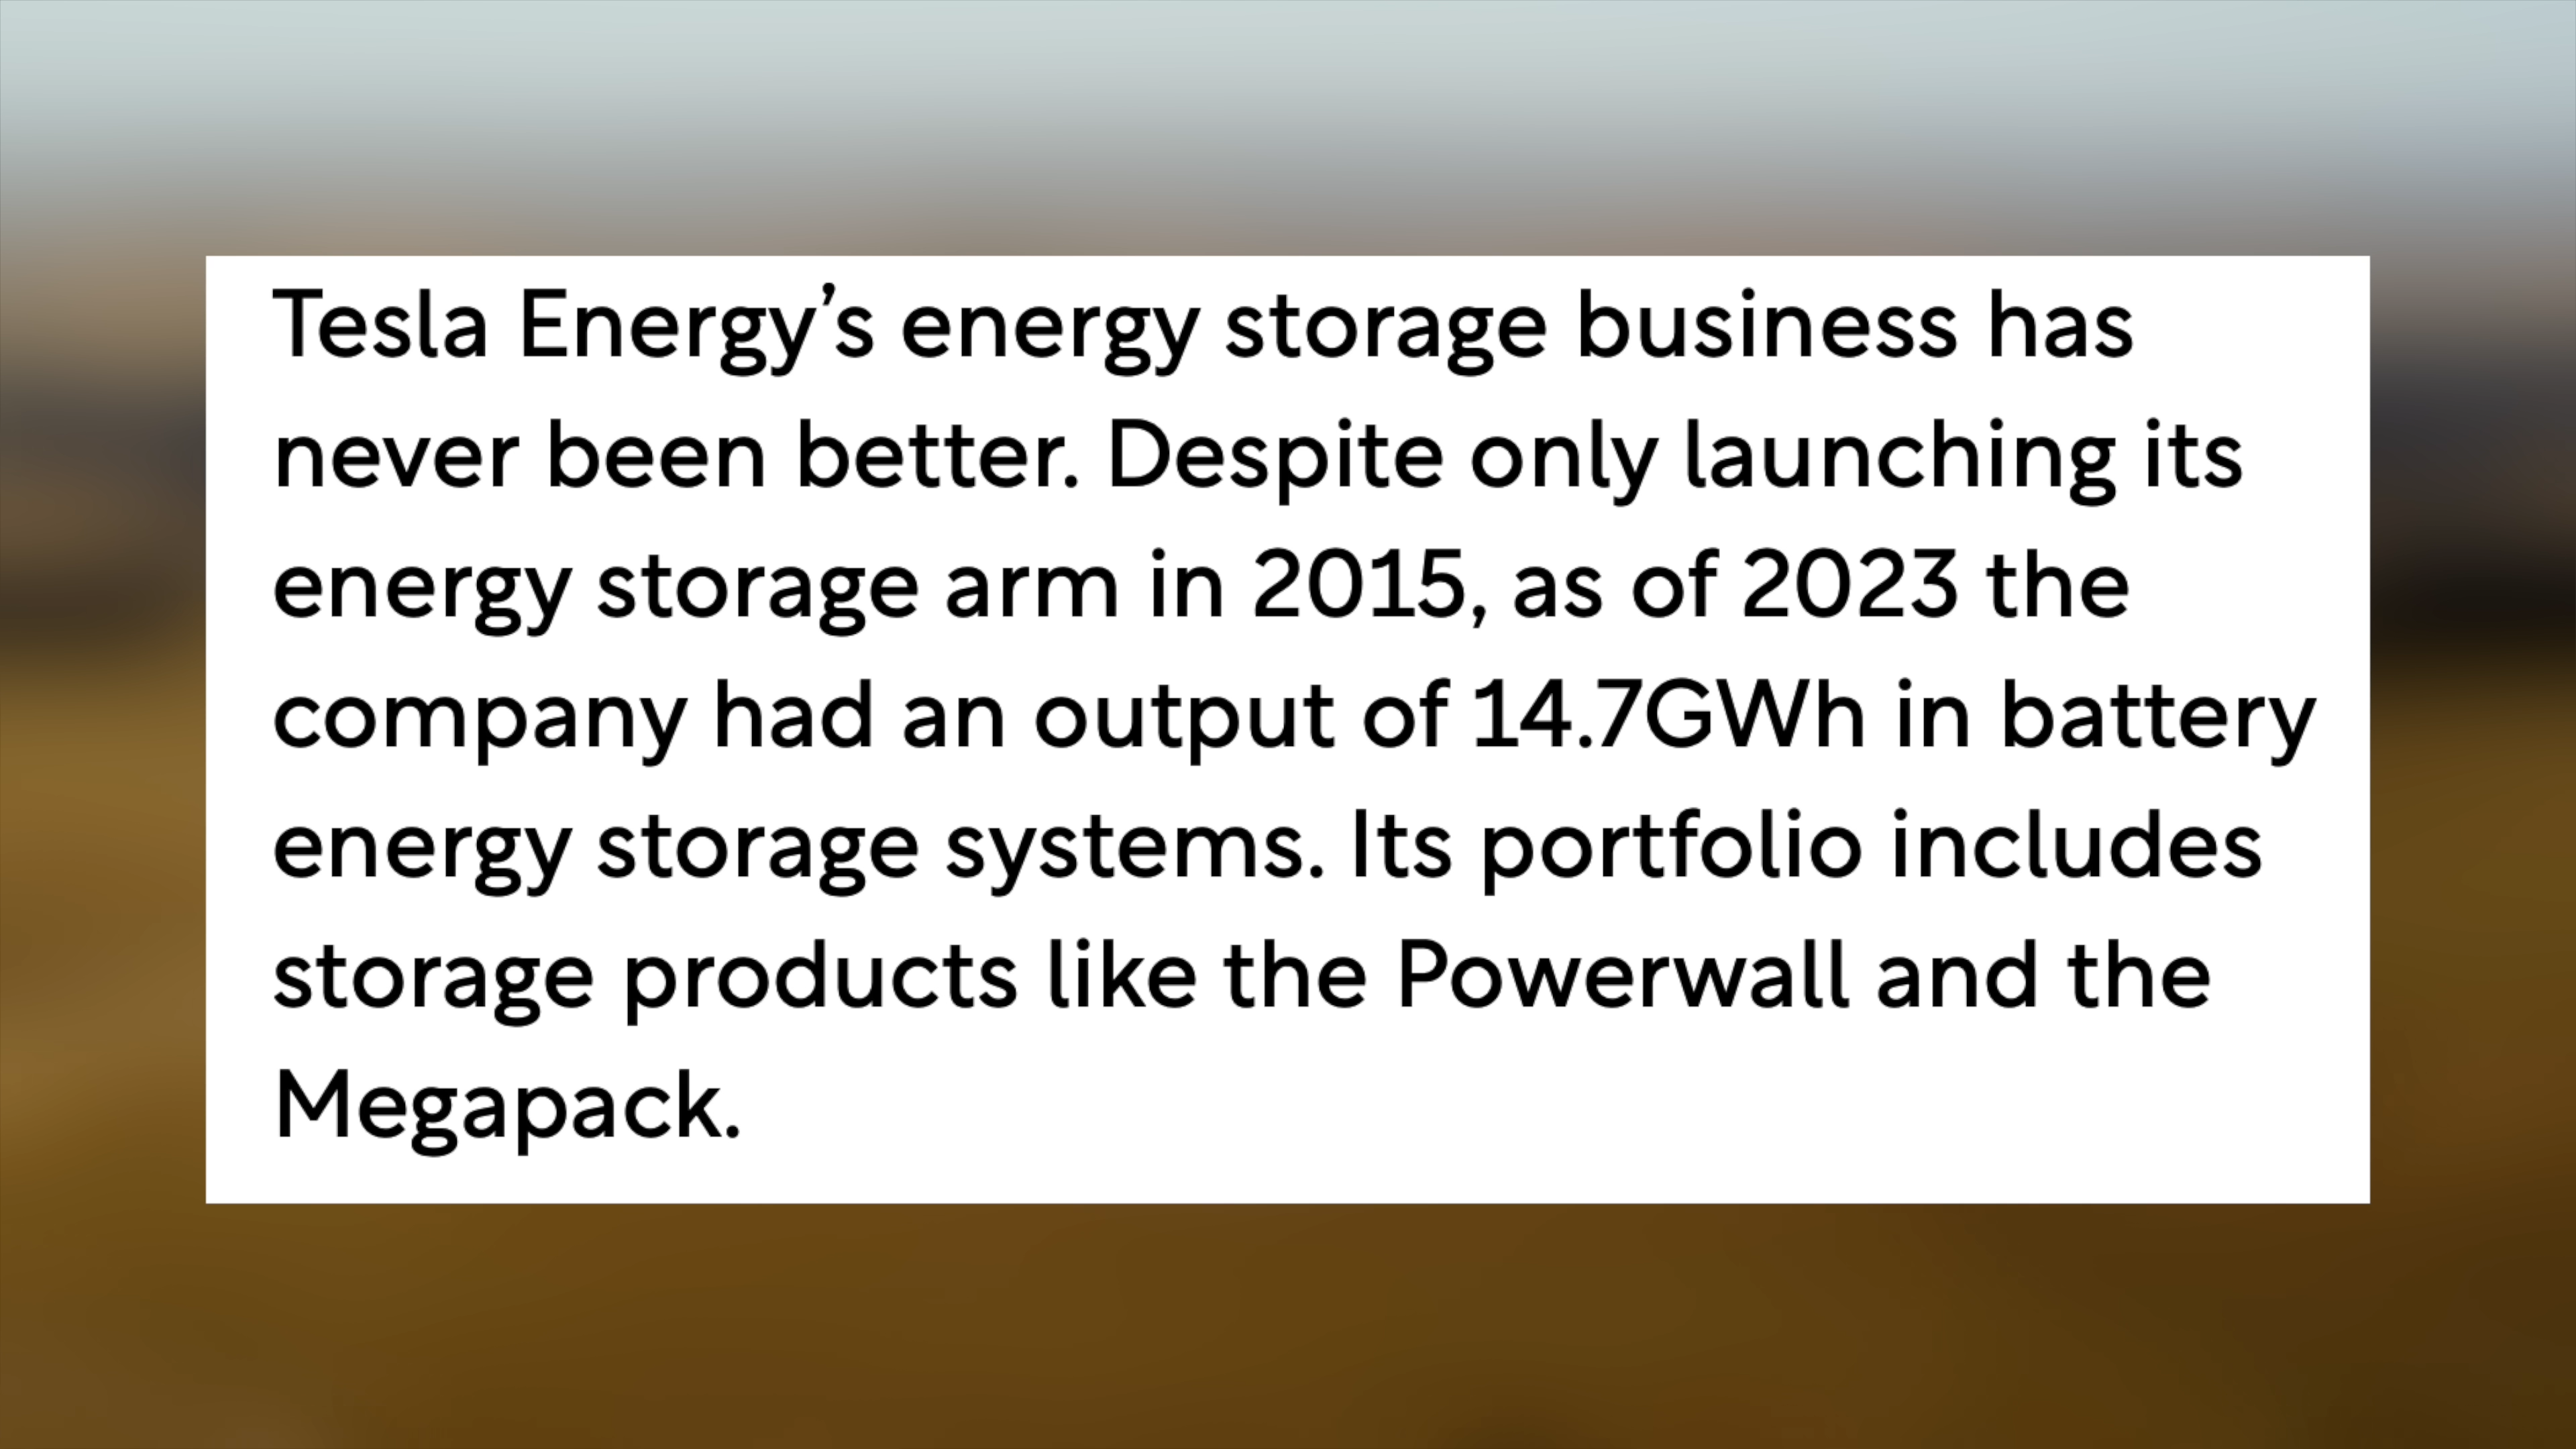 Tesla Energy’s energy storage business has
never been better. Despite only launching its
energy storage arm in 2015, as of 2023 the
company had an output of 14.7GWh in battery
energy storage systems. Its portfolio includes
storage products like the Powerwall and the
Megapack.